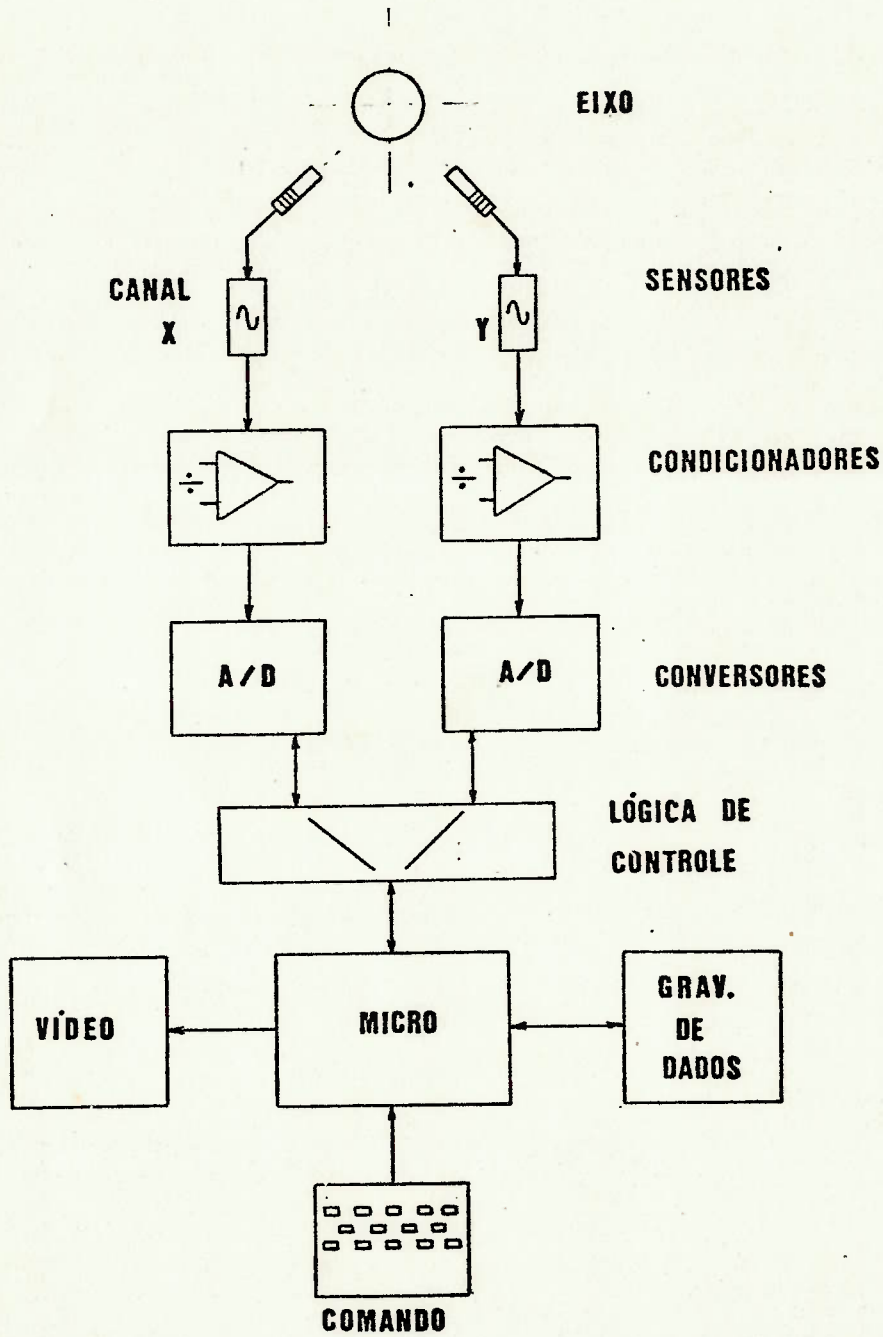 EIXO
SENSORES
CANAL
X
Y
CONDICIONADORES
A/D
A/D
CONVERSORES
LÓGICA DE
CONTROLE
VÍDEO
MICRO
GRAV.
DE
DADOS
COMANDO